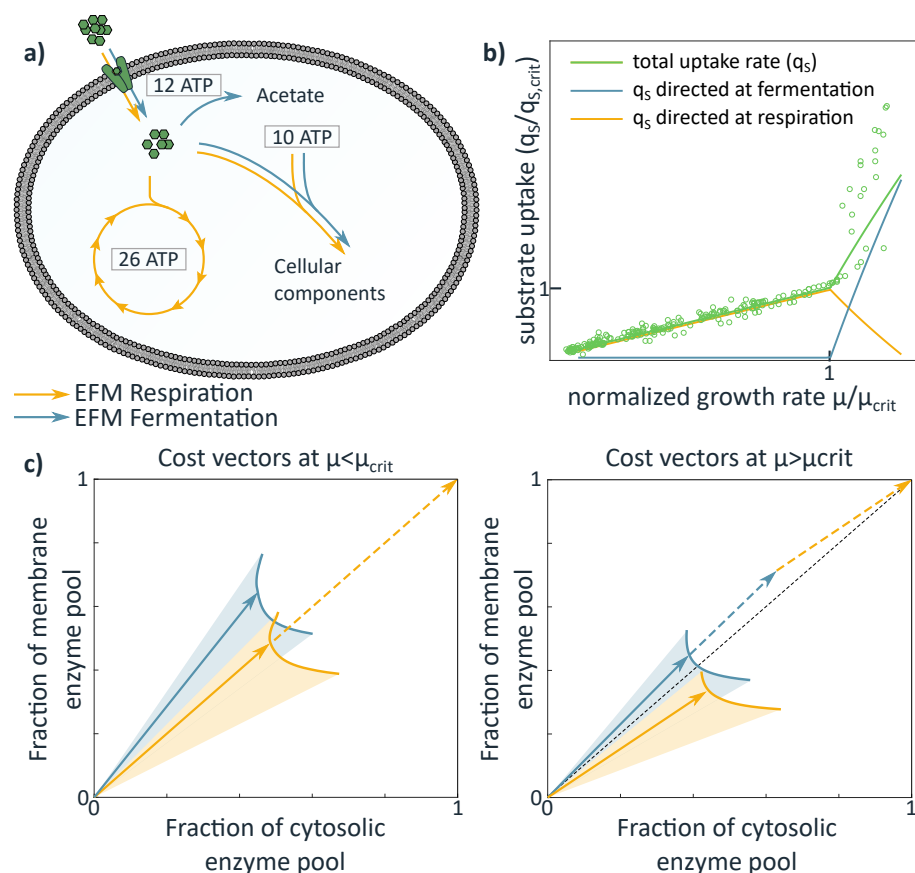 a)
12 ATP
Acetate
10 ATP
26 ATP
Cellular
components
EFM Respiration
EFM Fermentation
b)
substrate uptake (qS/qS,crit)
total uptake rate (qS)
qS directed at fermentation
qS directed at respiration
1
1
normalized growth rate μ/μcrit
c)
Cost vectors at μ<μcrit
1
Fraction of membrane
enzyme pool
0
0
1
Fraction of cytosolic
enzyme pool
Cost vectors at μ>μcrit
1
Fraction of membrane
enzyme pool
0
0
1
Fraction of cytosolic
enzyme pool